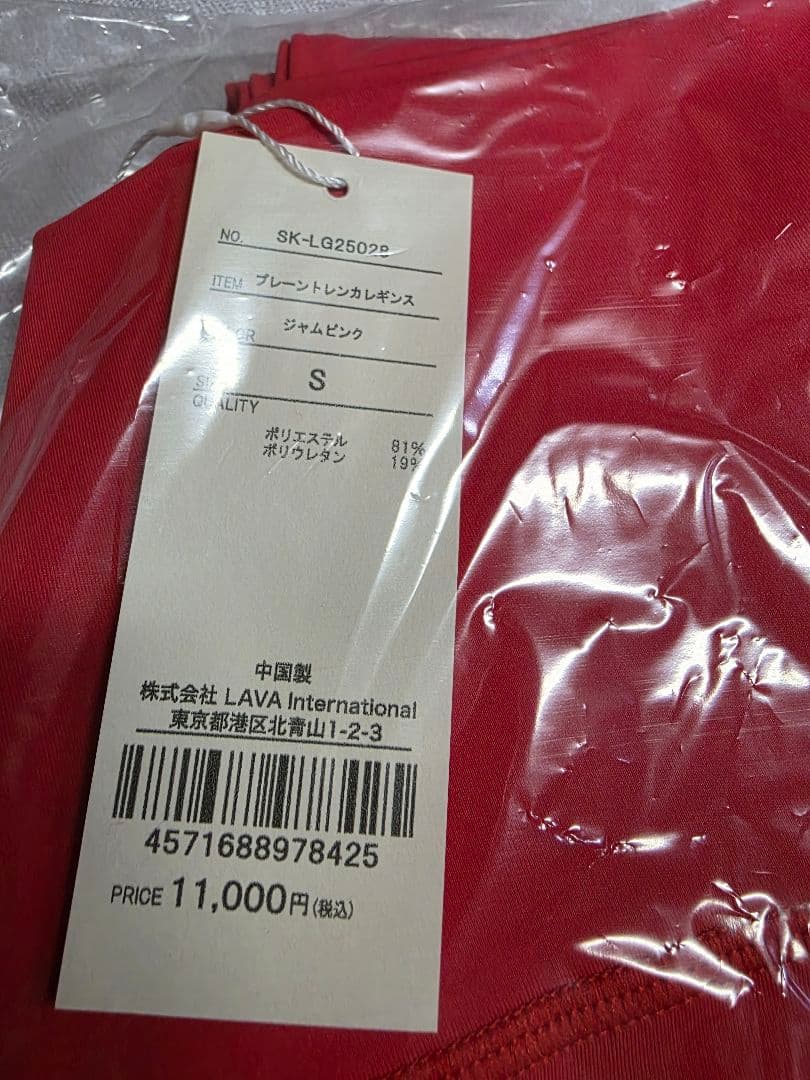 NO. SK-LG2502B
ITEM プレーントレンカレギンス
ジャムピンク
S
QUALITY
ポリエステル 81%
ポリウレタン 19%
中国製
株式会社 LAVA International
東京都港区北青山1-2-3
4571688978425
PRICE 11,000円(税込)